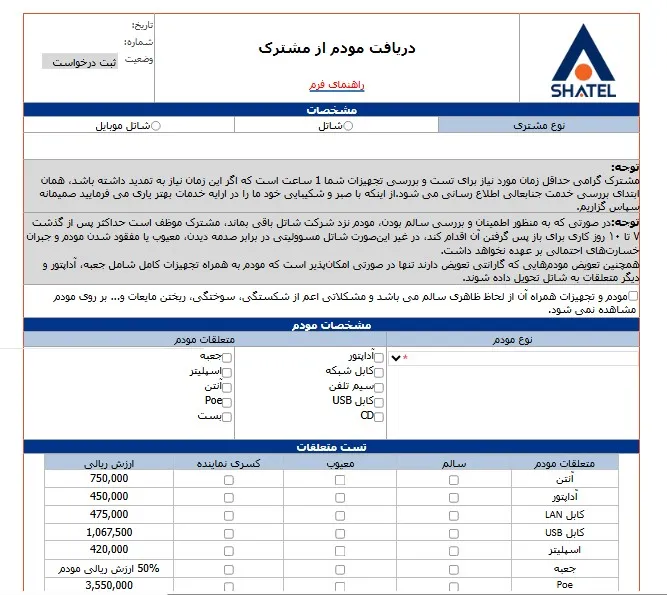 SHATEL
دریافت مودم از مشترک
راهنمای فرم
تاریخ:
شماره:
وضعیت ثبت درخواست
مشخصات
نوع مشتری شاتل شاتل موبایل
توجه:
مشترک گرامی حداقل زمان مورد نیاز برای تست و بررسی تجهیزات شما 1 ساعت است که اگر این زمان نیاز به تمدید داشته باشد، همان
ابتدای بررسی خدمت جنابعالی اطلاع رسانی می شود.از اینکه با صبر و شکیبایی خود ما را در ارایه خدمات بهتر یاری می فرمایید صمیمانه
سپاس گزاریم.
توجه:در صورتی که به منظور اطمینان و بررسی سالم بودن، مودم نزد شرکت شاتل باقی بماند، مشترک موظف است حداکثر پس از گذشت
۷ تا ۱۰ روز کاری برای باز پس گرفتن آن اقدام کند، در غیر این‌صورت شاتل مسوولیتی در برابر صدمه دیدن، معیوب یا مفقود شدن مودم و جبران
خسارت‌های احتمالی بر عهده نخواهد داشت.
همچنین تعویض مودم‌هایی که گارانتی تعویض دارند تنها در صورتی امکان‌پذیر است که مودم به همراه تجهیزات کامل شامل جعبه، آداپتور و
دیگر متعلقات به شاتل تحویل داده شوند.
مودم و تجهیزات همراه آن از لحاظ ظاهری سالم می باشد و مشکلاتی اعم از شکستگی، سوختگی، ریختن مایعات و... بر روی مودم
مشاهده نمی شود.
مشخصات مودم
نوع مودم متعلقات مودم
* آداپتور جعبه
کابل شبکه اسپلیتر
سیم تلفن آنتن
کابل USB Poe
CD بست
تست متعلقات
متعلقات مودم سالم معیوب کسری نماینده ارزش ریالی
آنتن 750,000
آداپتور 450,000
کابل LAN 475,000
کابل USB 1,067,500
اسپلیتر 420,000
جعبه 50% ارزش ریالی مودم
Poe 3,550,000